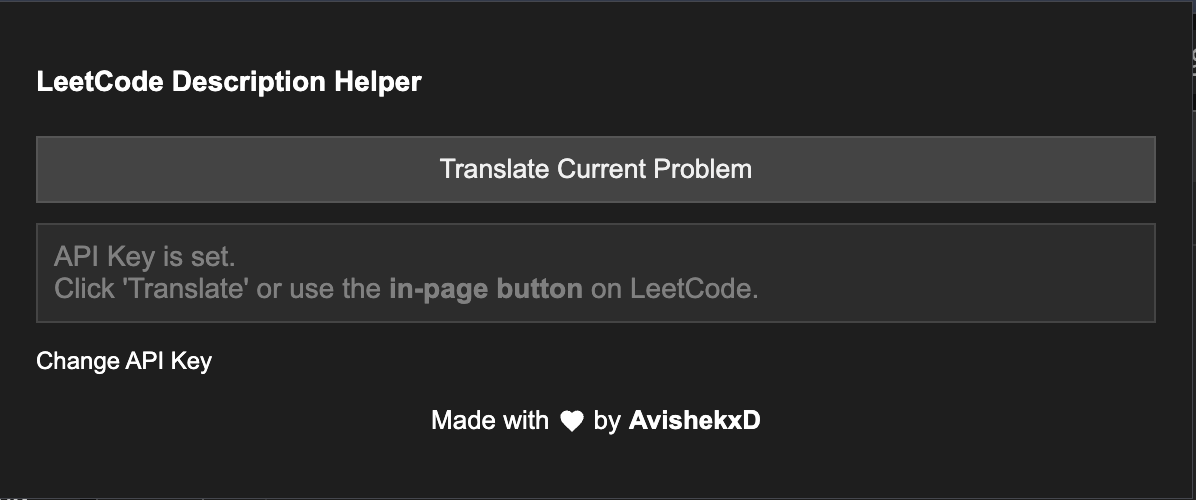 LeetCode Description Helper
Translate Current Problem
API Key is set.
Click 'Translate' or use the in-page button on LeetCode.
Change API Key
Made with ♥ by AvishekxD